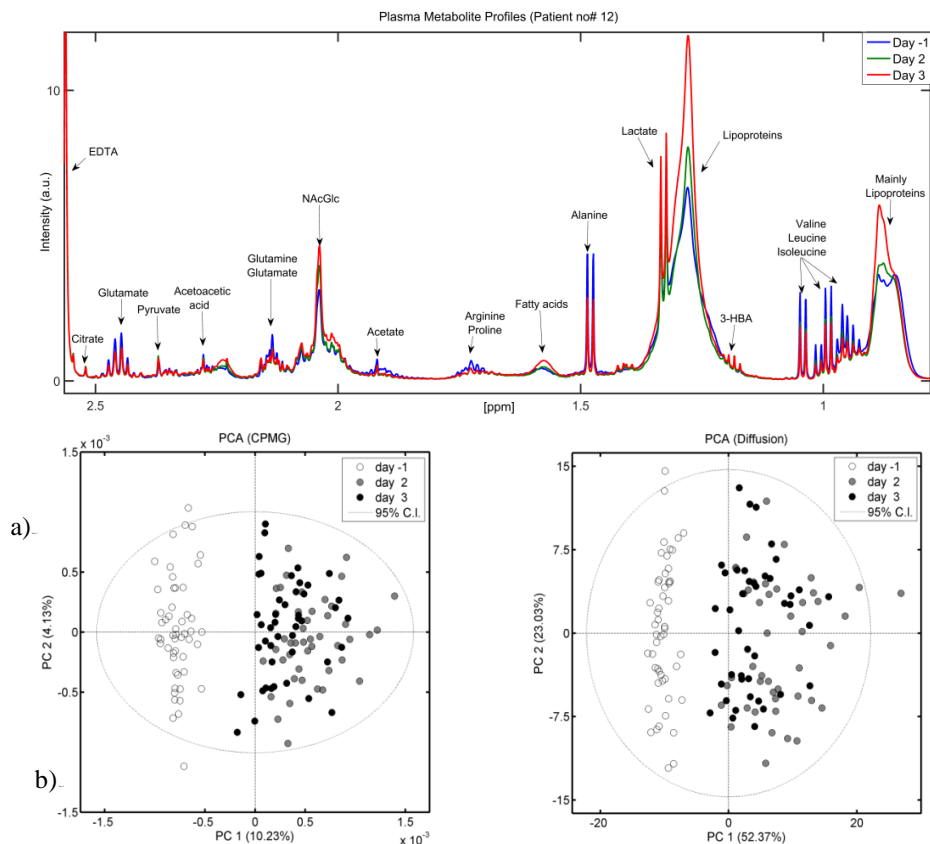 Plasma Metabolite Profiles (Patient no# 12)
Day -1
Day 2
Day 3
10
0
Intensity (a.u.)
EDTA
Citrate
Glutamate
Pyruvate
Acetoacetic
acid
Glutamine
Glutamate
NAcGlc
Acetate
Arginine
Proline
Fatty acids
Alanine
Lactate
Lipoproteins
3-HBA
Valine
Leucine
Isoleucine
Mainly
Lipoproteins
2.5
2
[ppm]
1.5
1
a)
b)
PCA (CPMG)
x 10-3
1.5
0.5
0
-0.5
-1.5
PC 2 (4.13%)
day -1
day 2
day 3
95% C.I.
-1.5
-0.5
0
0.5
1.5
x 10-3
PC 1 (10.23%)
PCA (Diffusion)
15
7.5
0
-7.5
-15
PC 2 (23.03%)
day -1
day 2
day 3
95% C.I.
-20
0
20
PC 1 (52.37%)